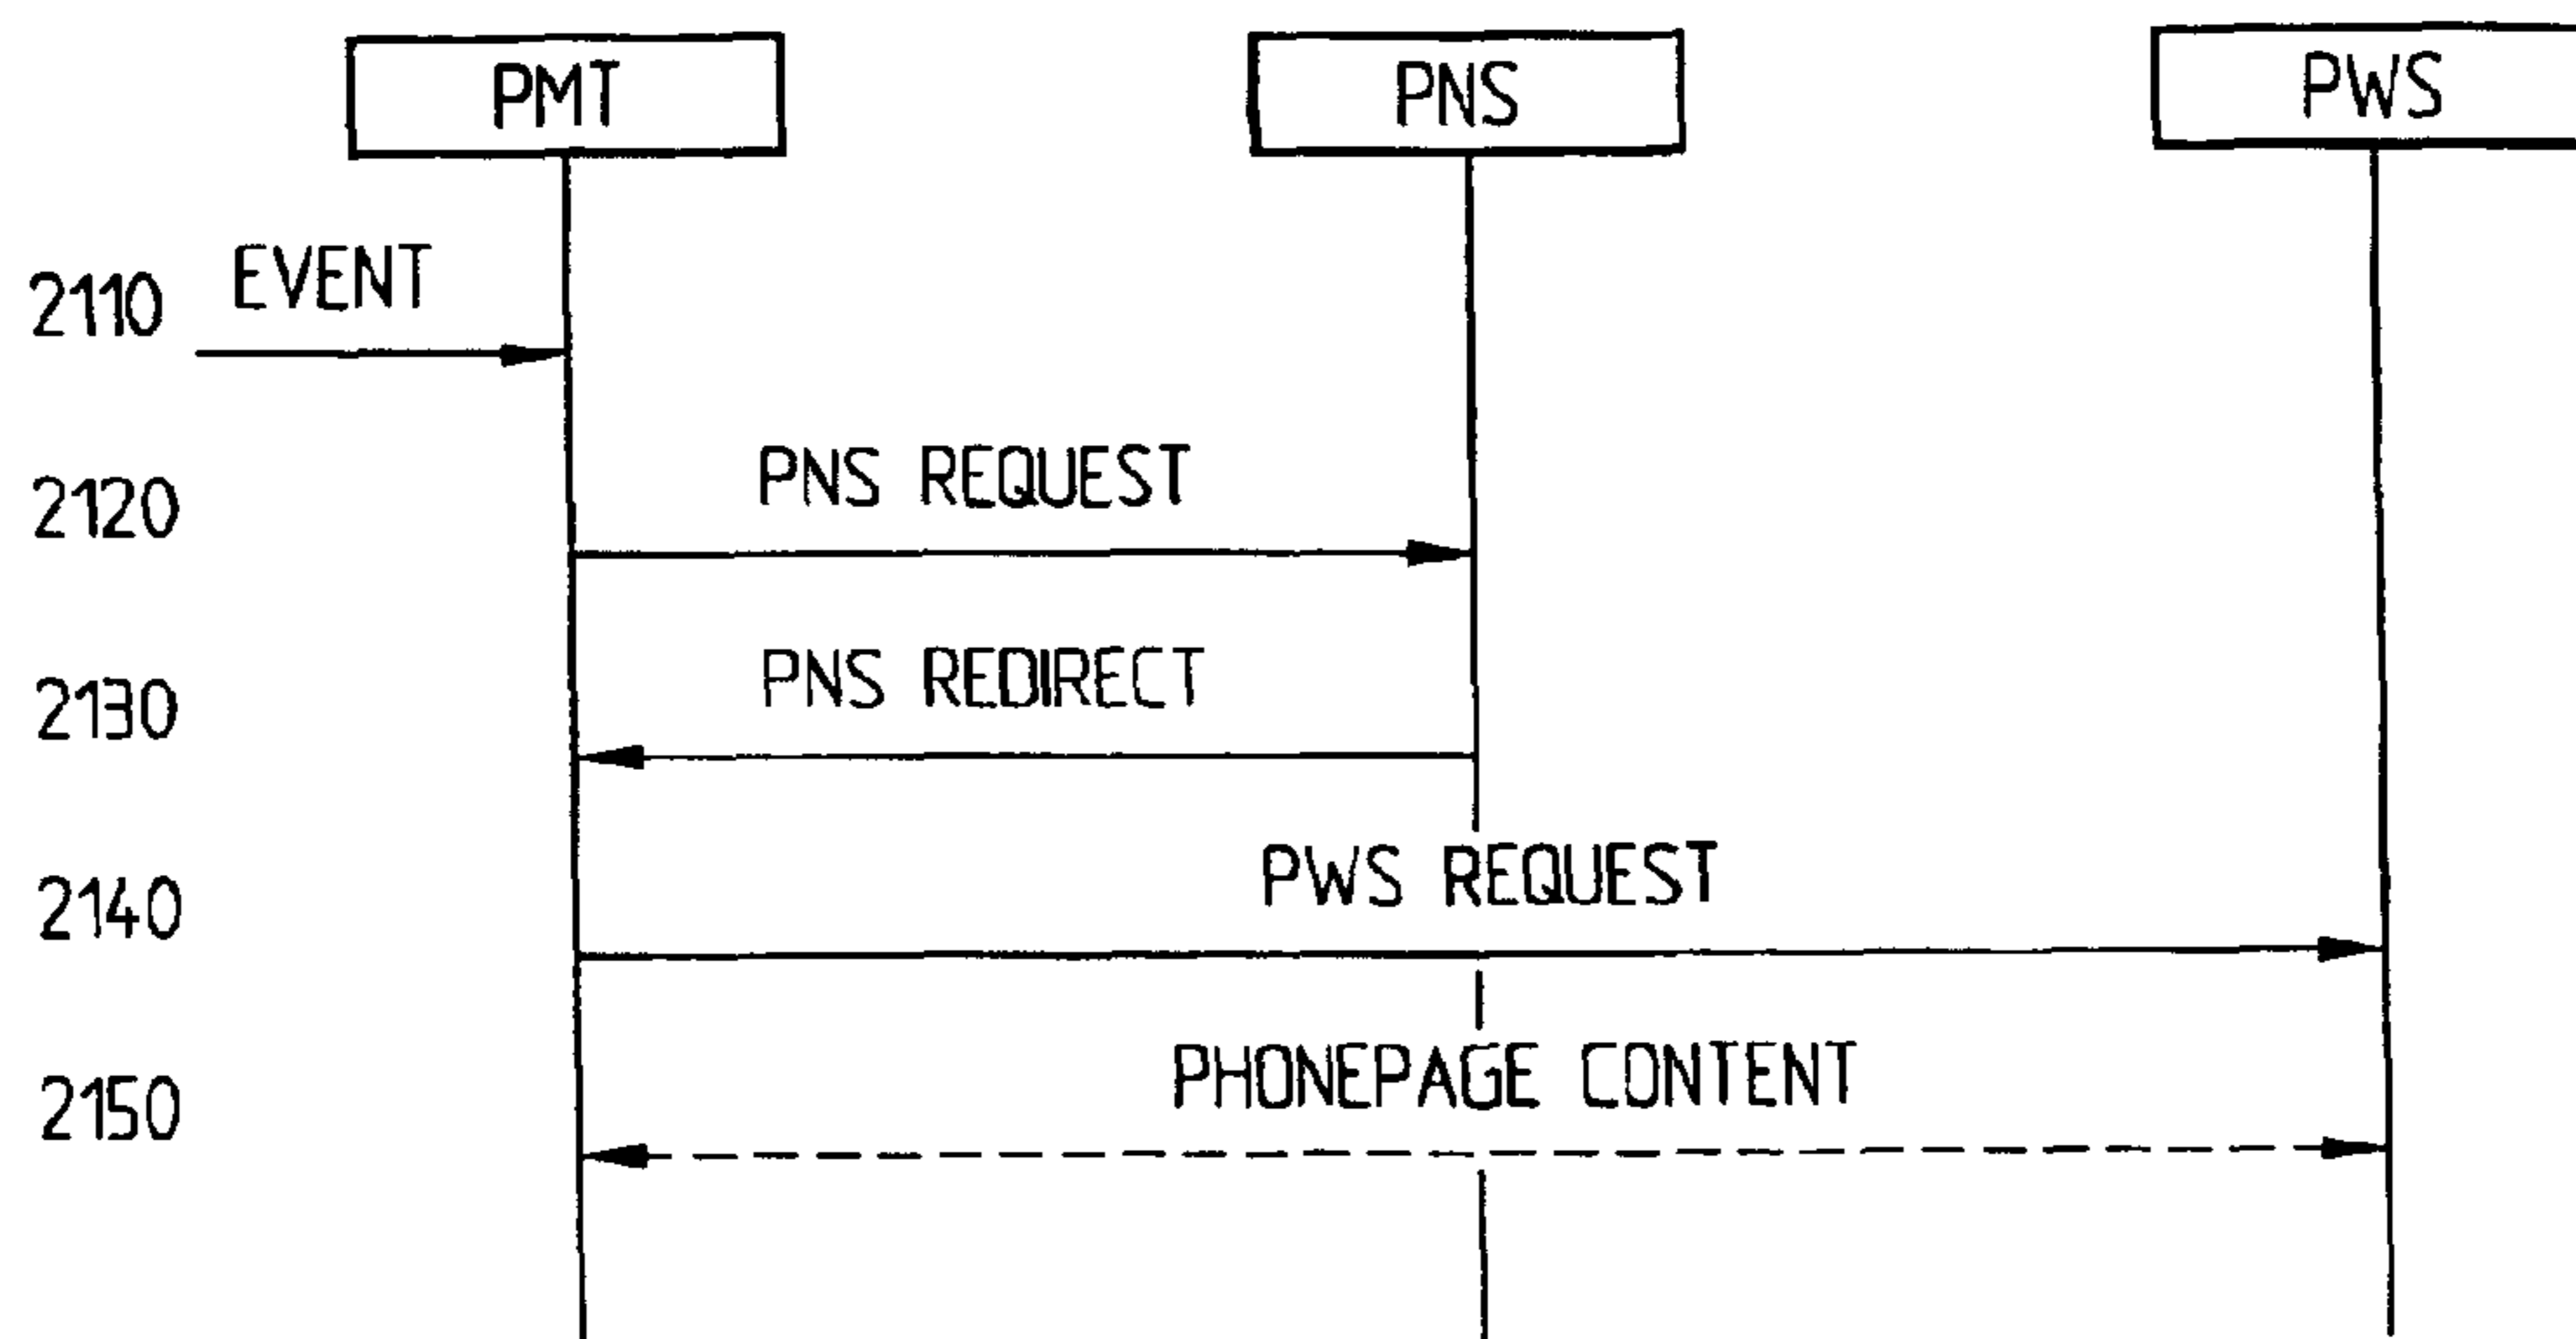 PMT PNS PWS
2110 EVENT
2120 PNS REQUEST
2130 PNS REDIRECT
2140 PWS REQUEST
2150 PHONEPAGE CONTENT